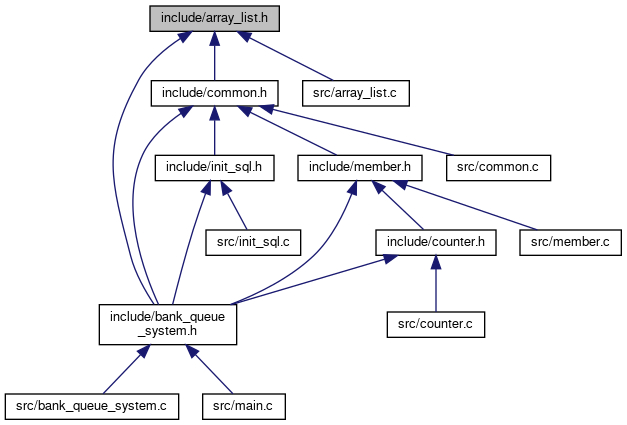 include/array_list.h
include/common.h
src/array_list.c
include/init_sql.h
include/member.h
src/common.c
src/init_sql.c
include/counter.h
src/member.c
include/bank_queue
_system.h
src/counter.c
src/bank_queue_system.c
src/main.c